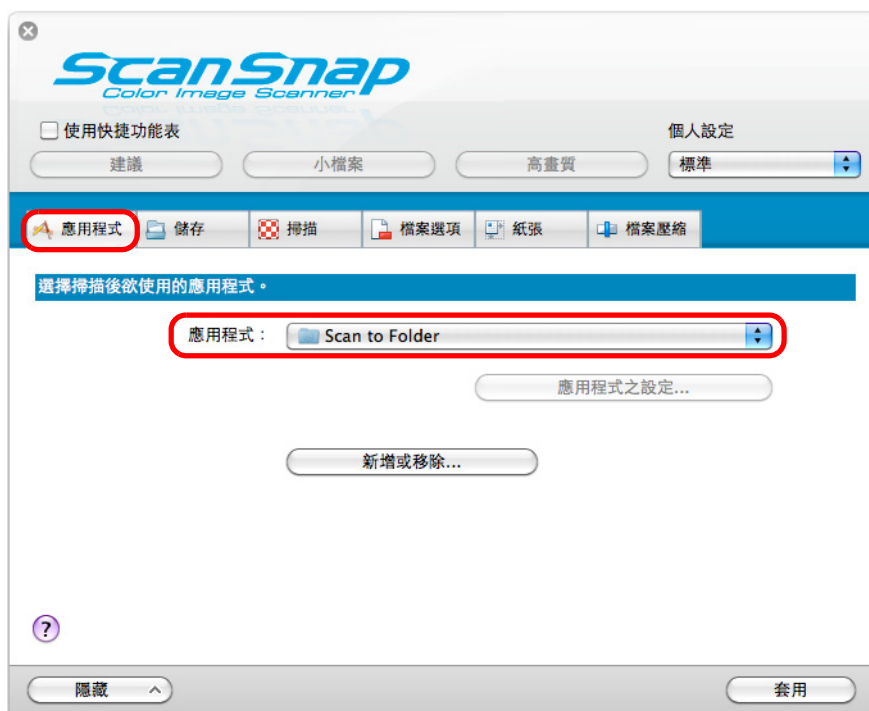 ScanSnap
Color Image Scanner
使用快捷功能表
個人設定
建議 小檔案 高畫質 標準
應用程式 儲存 掃描 檔案選項 紙張 檔案壓縮
選擇掃描後欲使用的應用程式。
應用程式： Scan to Folder
應用程式之設定...
新增或移除...
?
隱藏 套用